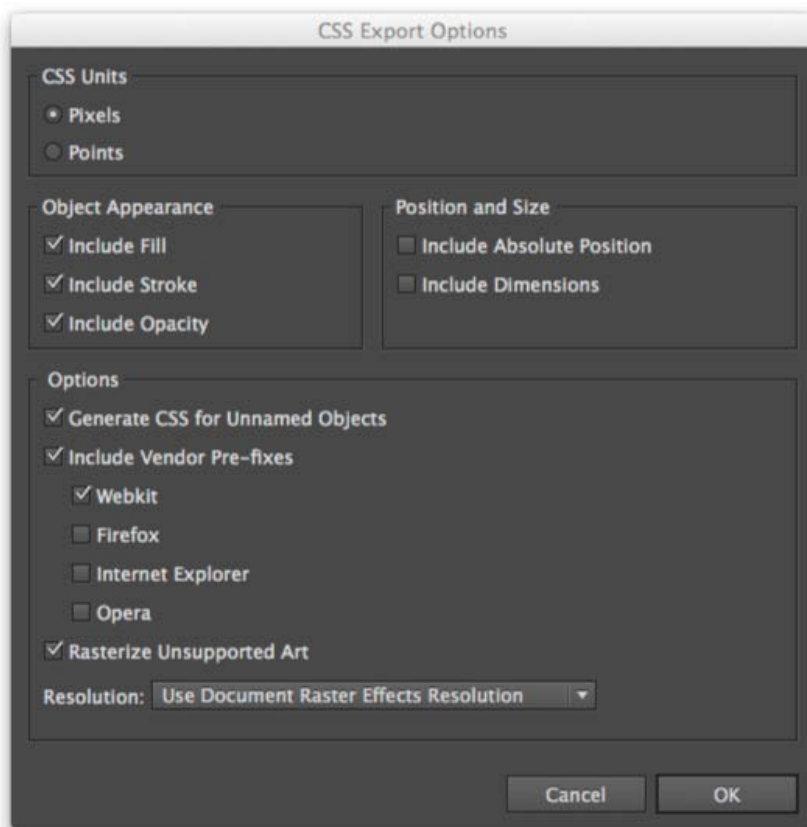 CSS Export Options
CSS Units
Pixels
Points
Object Appearance
Include Fill
Include Stroke
Include Opacity
Position and Size
Include Absolute Position
Include Dimensions
Options
Generate CSS for Unnamed Objects
Include Vendor Pre-fixes
Webkit
Firefox
Internet Explorer
Opera
Rasterize Unsupported Art
Resolution: Use Document Raster Effects Resolution
Cancel OK